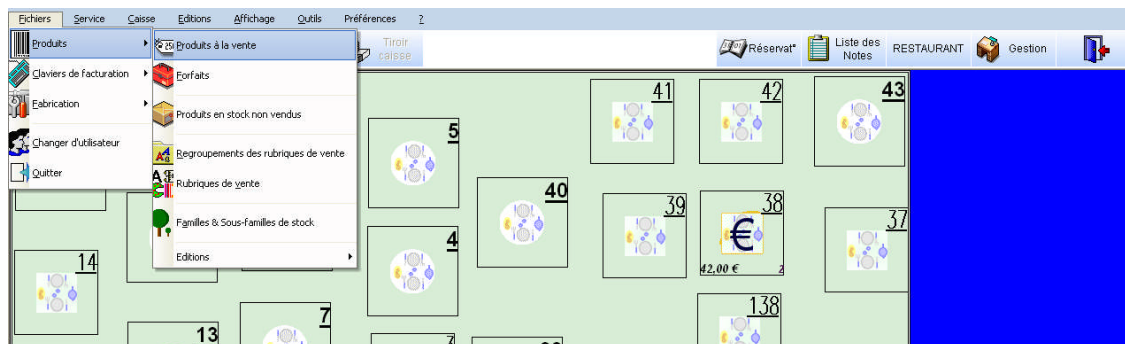 Fichiers Service Caisse Editions Affichage Outils Préférences ?
Produits
Claviers de facturation
Fabrication
Changer d'utilisateur
Quitter
Produits à la vente
Forfaits
Produits en stock non vendus
Regroupements des rubriques de vente
Rubriques de vente
Familles & Sous-familles de stock
Editions
Tiroir
caisse
Réservat°
Liste des
Notes
RESTAURANT
Gestion
41
42
43
5
40
39
38
37
42,00 € 2
14
4
138
7
13